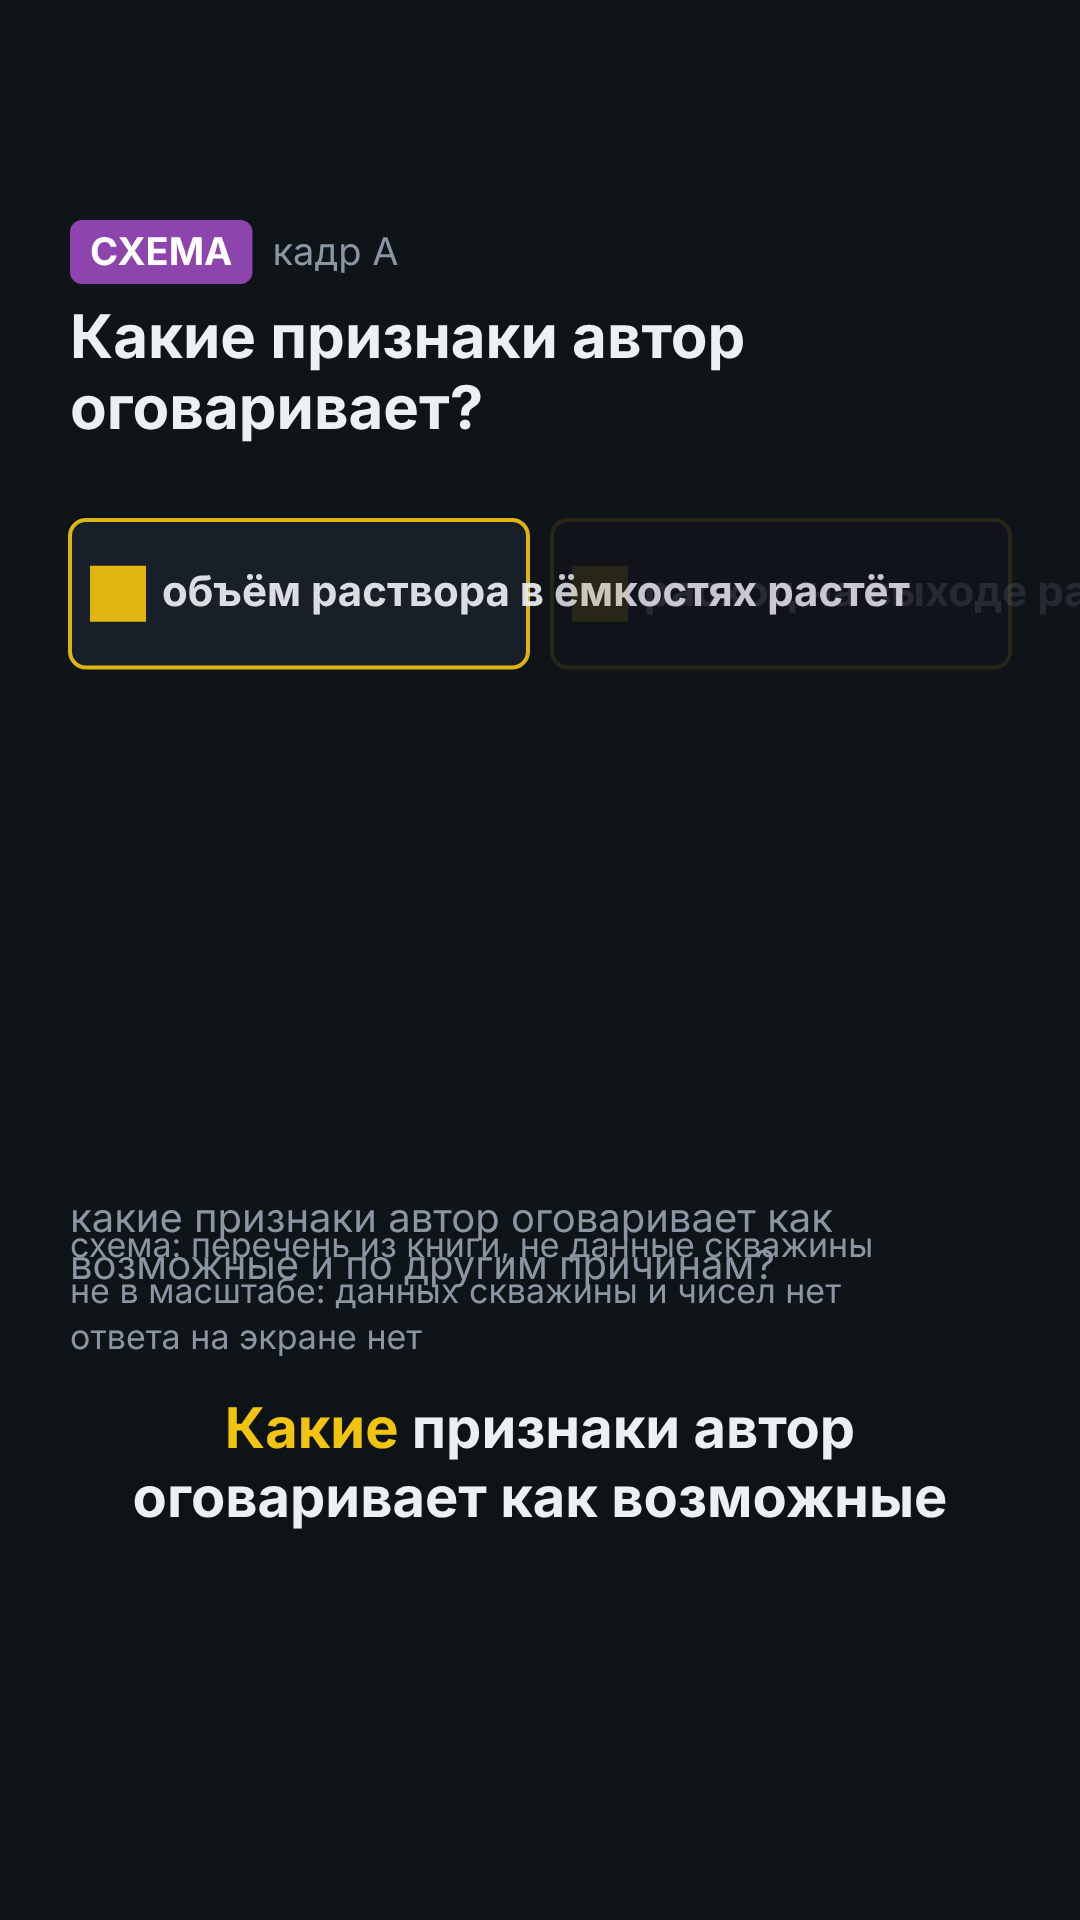 СХЕМА кадр А
Какие признаки автор
оговаривает?
объём раствора в ёмкостях растёт
какие признаки автор оговаривает как
схема: перечень из книги, не данные скважины
возможные и по другим причинам?
не в масштабе: данных скважины и чисел нет
ответа на экране нет
Какие признаки автор
оговаривает как возможные